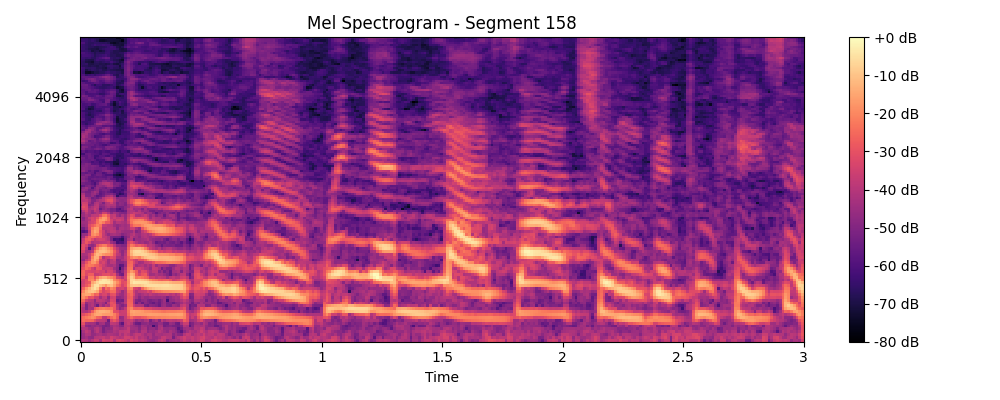 Mel Spectrogram - Segment 158
+0 dB
-10 dB
-20 dB
-30 dB
-40 dB
-50 dB
-60 dB
-70 dB
-80 dB
Frequency
4096
2048
1024
512
0
0 0.5 1 1.5 2 2.5 3
Time